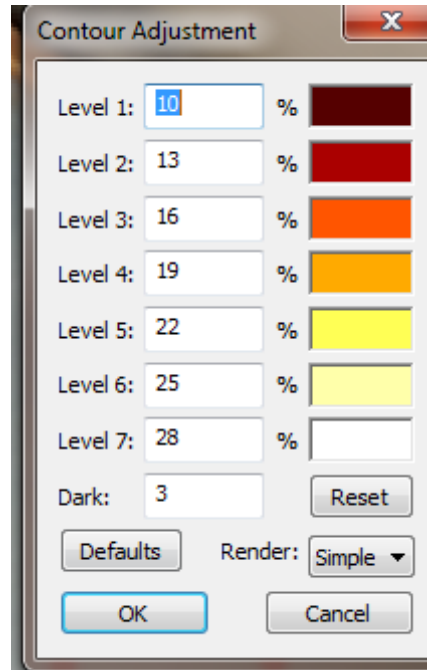 Contour Adjustment
Level 1: 10 %
Level 2: 13 %
Level 3: 16 %
Level 4: 19 %
Level 5: 22 %
Level 6: 25 %
Level 7: 28 %
Dark: 3 Reset
Defaults Render: Simple
OK Cancel